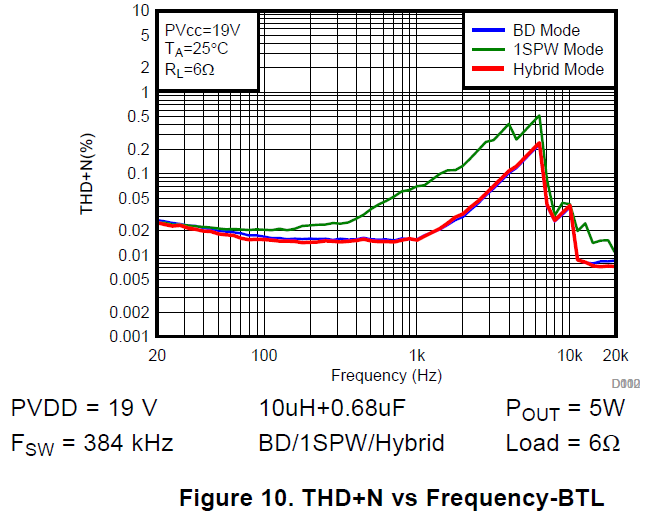 10
5
2
1
0.5
0.2
0.1
0.05
0.02
0.01
0.005
0.002
0.001
THD+N(%)
PVcc=19V
TA=25°C
RL=6Ω
BD Mode
1SPW Mode
Hybrid Mode
20 100 1k 10k 20k
Frequency (Hz)
PVDD = 19 V 10uH+0.68uF POUT = 5W
FSW = 384 kHz BD/1SPW/Hybrid Load = 6Ω
Figure 10. THD+N vs Frequency-BTL